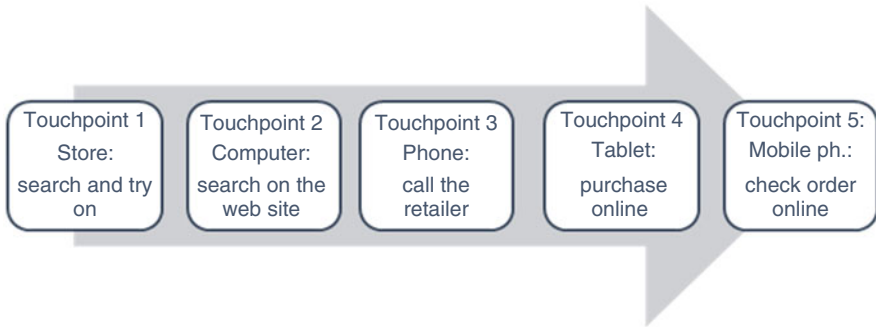 Touchpoint 1
Store:
search and try
on
Touchpoint 2
Computer:
search on the
web site
Touchpoint 3
Phone:
call the
retailer
Touchpoint 4
Tablet:
purchase
online
Touchpoint 5:
Mobile ph.:
check order
online